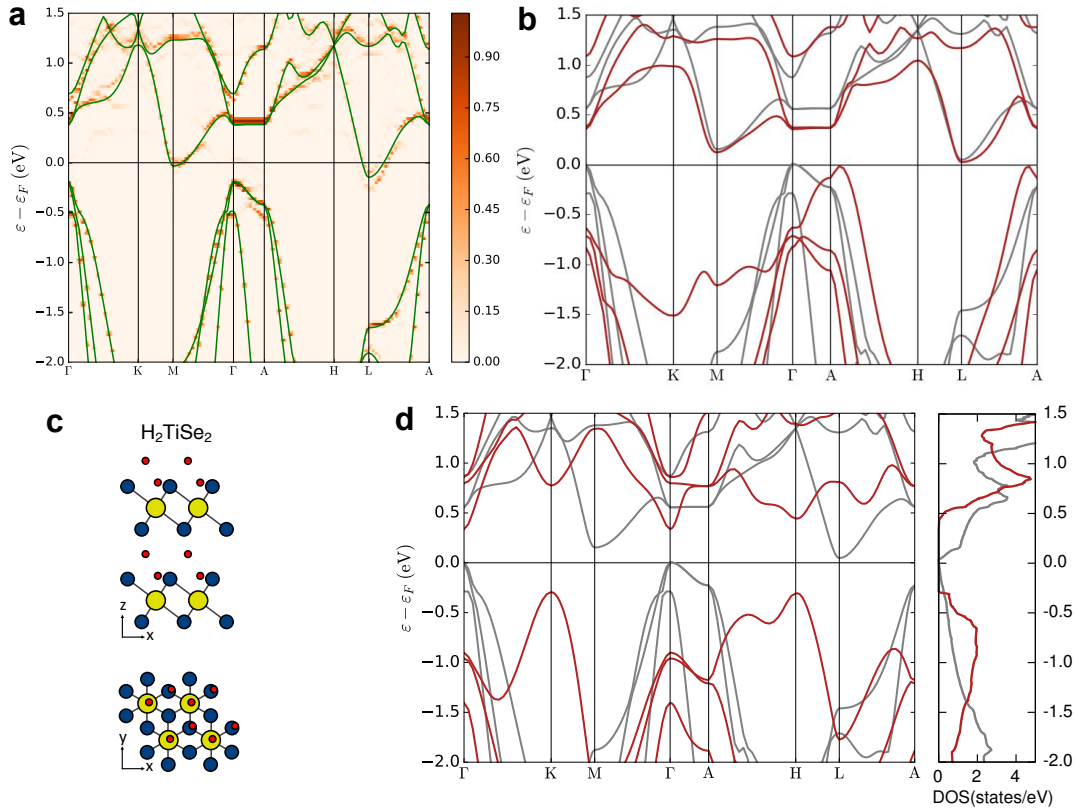 a
1.5
1.0
0.5
0.0
−0.5
−1.0
−1.5
−2.0
ε − ε_F (eV)
Γ K M Γ A H L A
0.90
0.75
0.60
0.45
0.30
0.15
0.00
b
1.5
1.0
0.5
0.0
−0.5
−1.0
−1.5
−2.0
ε − ε_F (eV)
Γ K M Γ A H L A
c
H₂TiSe₂
z
x
y
x
d
1.5
1.0
0.5
0.0
−0.5
−1.0
−1.5
−2.0
ε − ε_F (eV)
Γ K M Γ A H L A
1.5
1.0
0.5
0.0
-0.5
-1.0
-1.5
-2.0
0 2 4
DOS(states/eV)